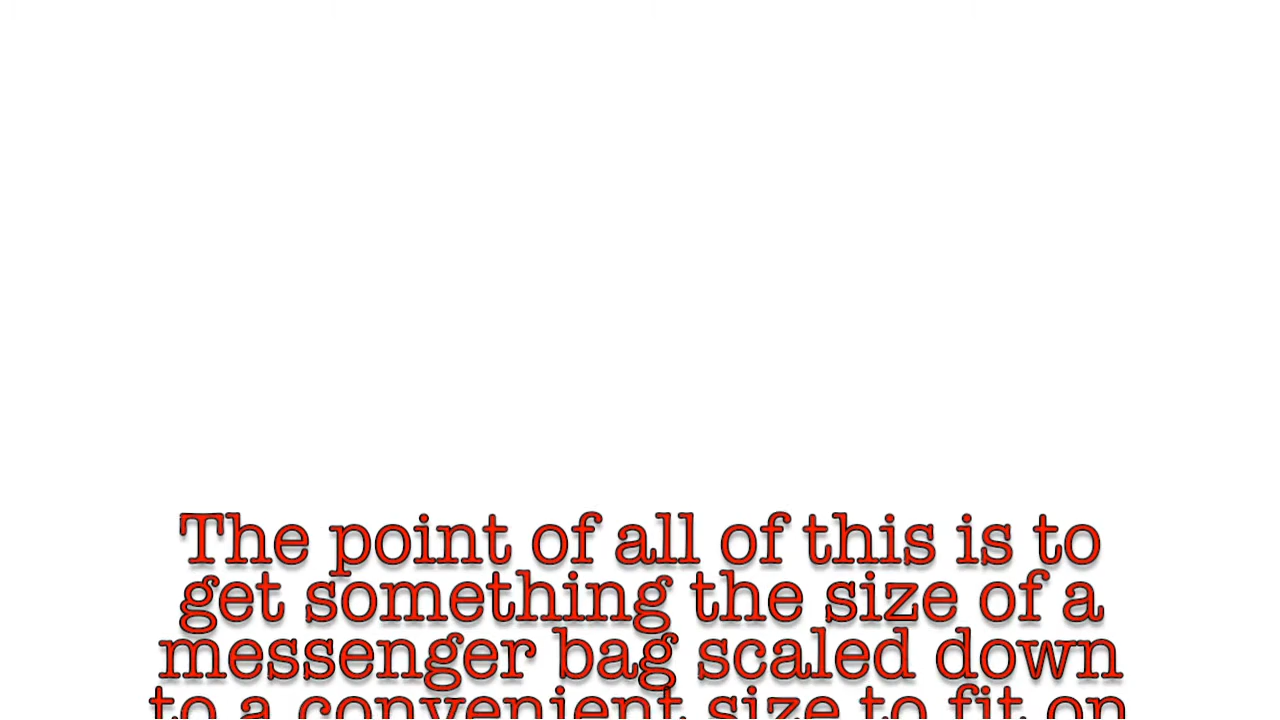 The point of all of this is to
get something the size of a
messenger bag scaled down
to a convenient size to fit on